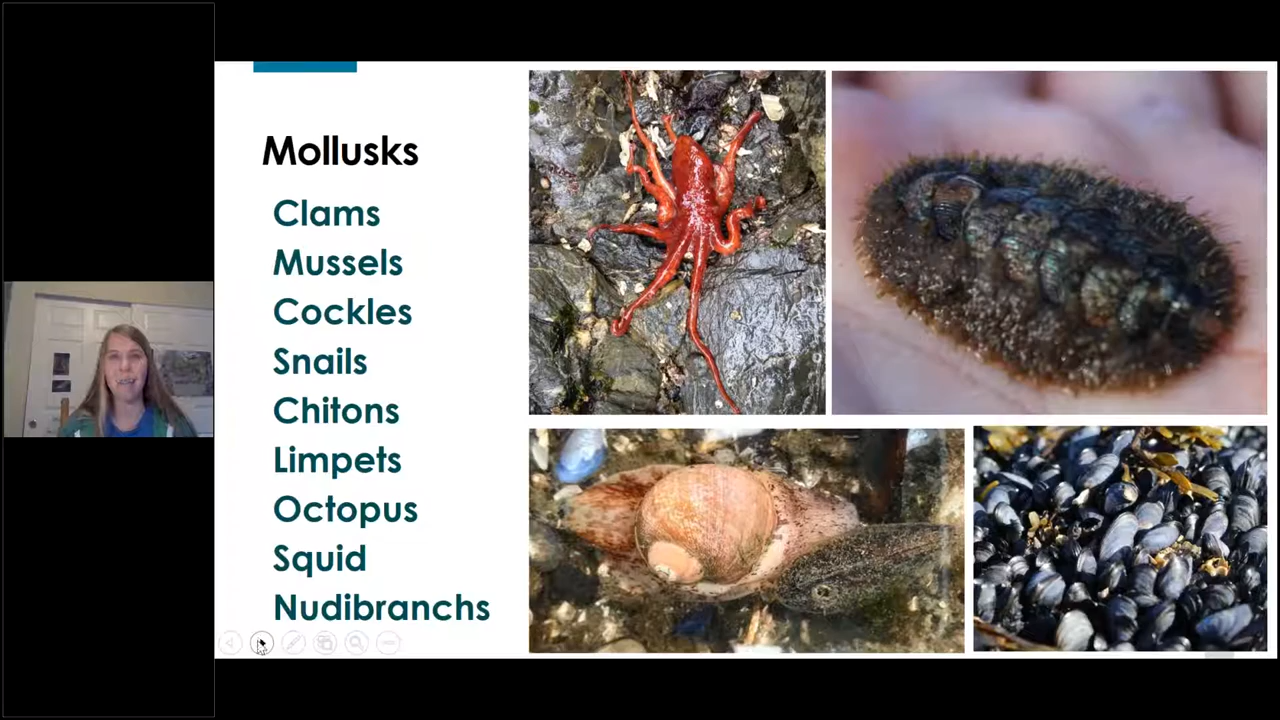 Mollusks
Clams
Mussels
Cockles
Snails
Chitons
Limpets
Octopus
Squid
Nudibranchs